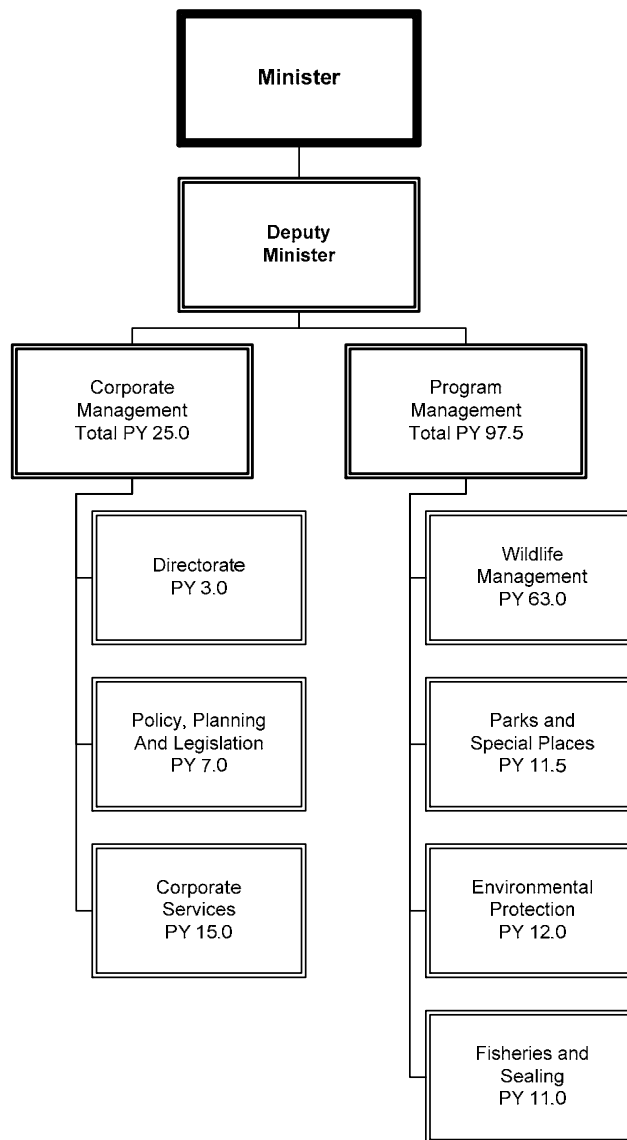 Minister
Deputy
Minister
Corporate
Management
Total PY 25.0
Program
Management
Total PY 97.5
Directorate
PY 3.0
Policy, Planning
And Legislation
PY 7.0
Corporate
Services
PY 15.0
Wildlife
Management
PY 63.0
Parks and
Special Places
PY 11.5
Environmental
Protection
PY 12.0
Fisheries and
Sealing
PY 11.0